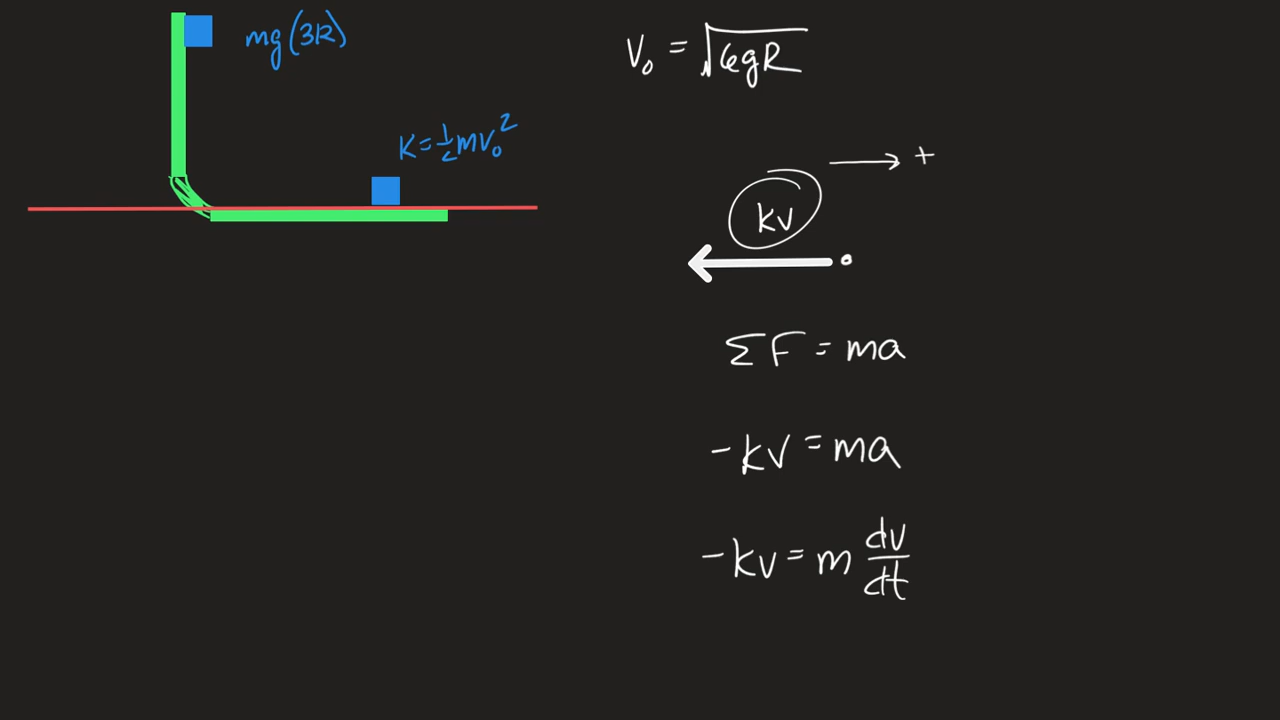 mg(3R)
K = ½mv₀²
V₀ = √6gR
→ +
kv
ΣF = ma
-kv = ma
-kv = m dv/dt